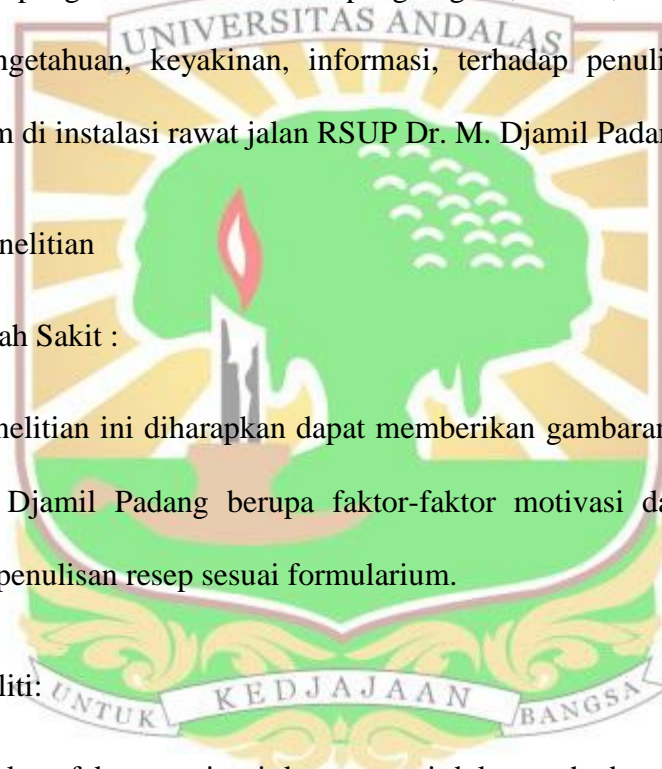 UNIVERSITAS ANDALAS
ngetahuan, keyakinan, informasi, terhadap penuli
m di instalasi rawat jalan RSUP Dr. M. Djamil Padan
nelitian
ah Sakit :
nelitian ini diharapkan dapat memberikan gambaran
Djamil Padang berupa faktor-faktor motivasi da
penulisan resep sesuai formularium.
liti:
UNTUK KEDJAJAAN BANGSA